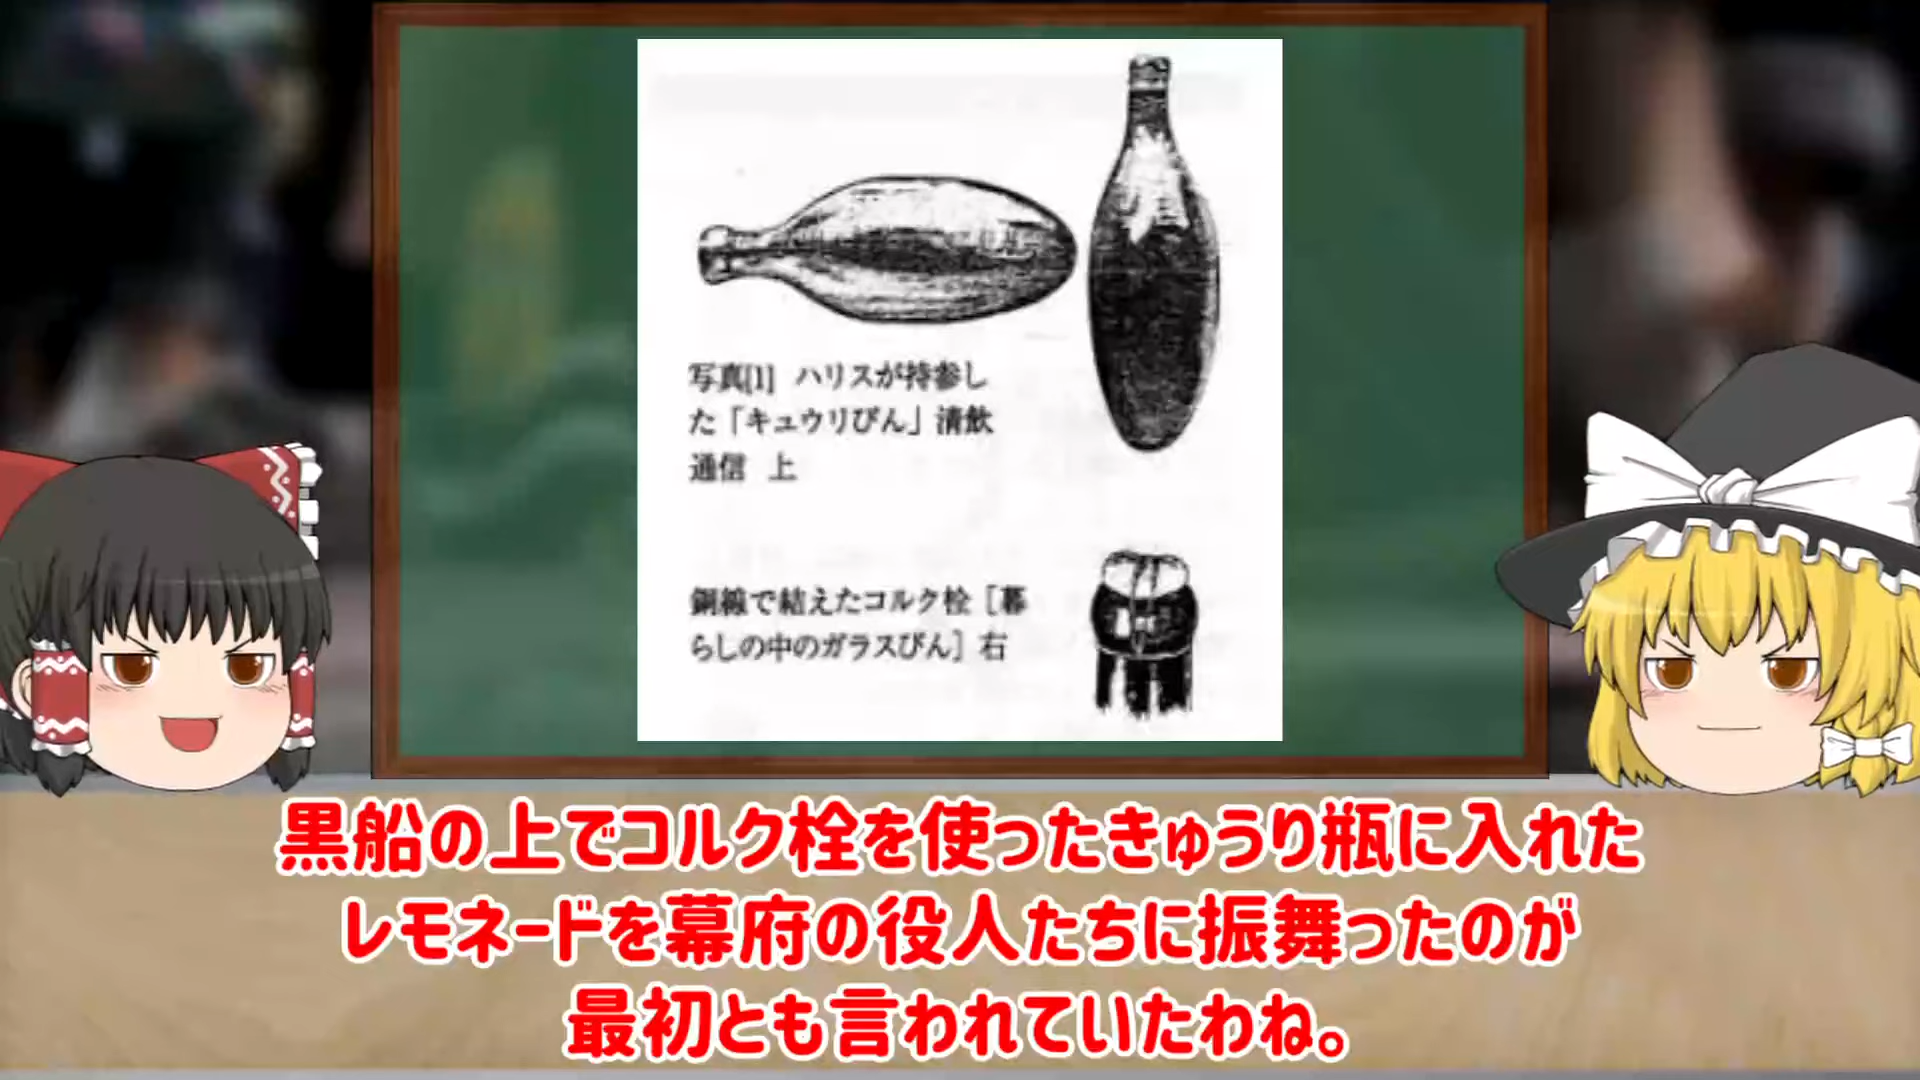 写真[1] ハリスが持参し
た「キュウリびん」清飲
通信 上
銅線で結えたコルク栓［暮
らしの中のガラスびん］右
黒船の上でコルク栓を使ったきゅうり瓶に入れた
レモネードを幕府の役人たちに振舞ったのが
最初とも言われていたわね。